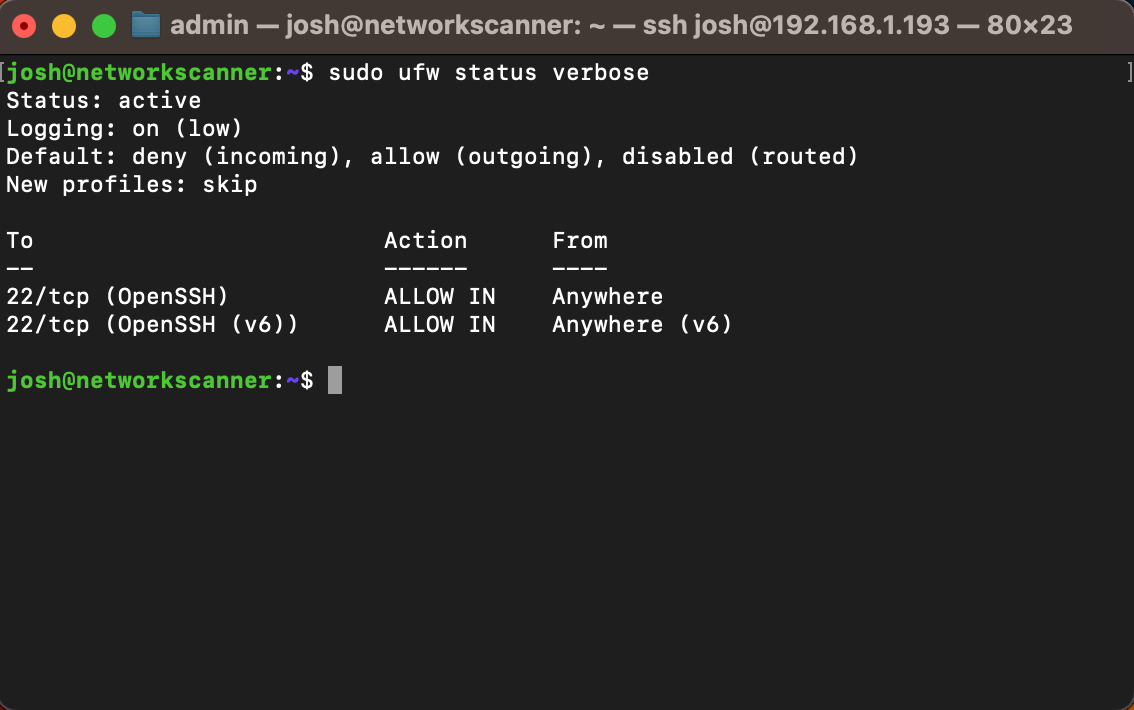 admin — josh@networkscanner: ~ — ssh josh@192.168.1.193 — 80×23
[josh@networkscanner:~$ sudo ufw status verbose ]
Status: active
Logging: on (low)
Default: deny (incoming), allow (outgoing), disabled (routed)
New profiles: skip
To                         Action      From
--                         ------      ----
22/tcp (OpenSSH)           ALLOW IN    Anywhere
22/tcp (OpenSSH (v6))      ALLOW IN    Anywhere (v6)
josh@networkscanner:~$